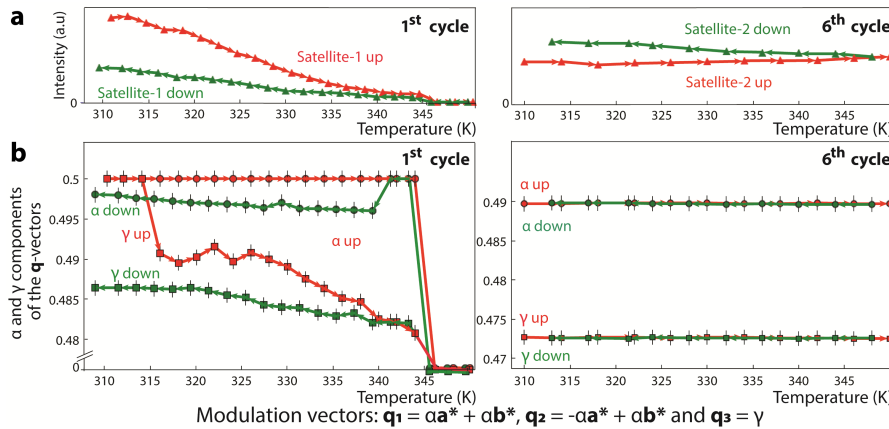 a
1st cycle
Intensity (a.u)
Satellite-1 up
Satellite-1 down
0
310 315 320 325 330 335 340 345
Temperature (K)
6th cycle
Satellite-2 down
Satellite-2 up
0
310 315 320 325 330 335 340 345
Temperature (K)
b
1st cycle
α and γ components
of the q-vectors
0.5
0.495
0.49
0.485
0.48
0
α down
γ up
α up
γ down
310 315 320 325 330 335 340 345
Temperature (K)
6th cycle
0.49
0.485
0.48
0.475
0.47
α up
α down
γ up
γ down
310 315 320 325 330 335 340 345
Temperature (K)
Modulation vectors: q1 = αa* + αb*, q2 = -αa* + αb* and q3 = γ